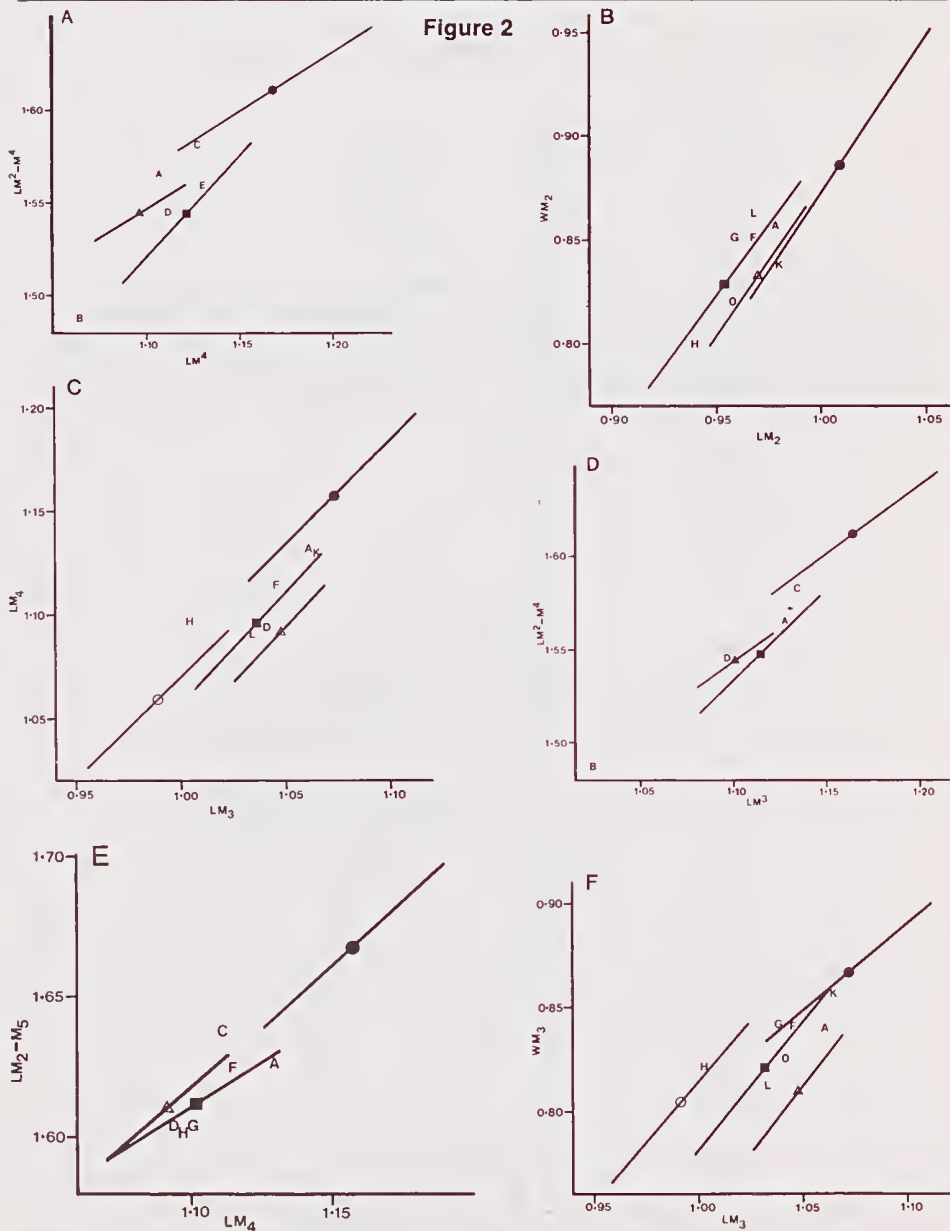 Figure 2
A
1·60
1·55
1·50
LM²–M⁴
C
A
E
D
B
1·10 1·15 1·20
LM⁴
B
0·95
0·90
0·85
0·80
WM₂
L
A
G F
K
O
H
0·90 0·95 1·00 1·05
LM₂
C
1·20
1·15
1·10
1·05
LM₄
A K
F
H
L D
0·95 1·00 1·05 1·10
LM₃
D
1·60
1·55
1·50
LM²–M⁴
C
A
D
B
1·05 1·10 1·15 1·20
LM³
E
1·70
1·65
1·60
LM₂–M₅
C
F A
D H G
1·10 1·15
LM₄
F
0·90
0·85
0·80
WM₃
K
G F A
H O
L
0·95 1·00 1·05 1·10
LM₃